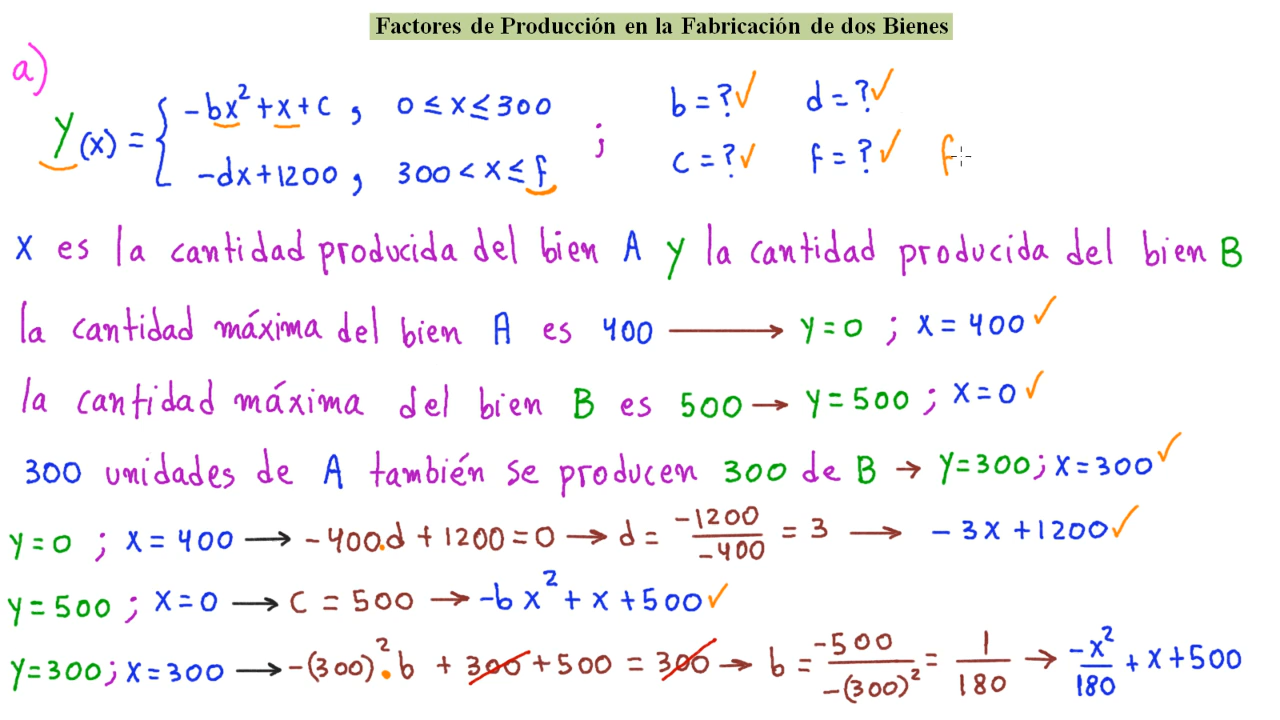 Factores de Producción en la Fabricación de dos Bienes
a)
y(x) = { -bx² + x + c , 0 ≤ x ≤ 300 ; b = ?✓ d = ?✓
-dx + 1200 , 300 < x ≤ f c = ?✓ f = ?✓ f
x es la cantidad producida del bien A y la cantidad producida del bien B
la cantidad máxima del bien A es 400 → y = 0 ; x = 400 ✓
la cantidad máxima del bien B es 500 → y = 500 ; x = 0 ✓
300 unidades de A también se producen 300 de B → y = 300 ; x = 300 ✓
y = 0 ; x = 400 → -400.d + 1200 = 0 → d = -1200/-400 = 3 → -3x + 1200 ✓
y = 500 ; x = 0 → c = 500 → -bx² + x + 500 ✓
y = 300 ; x = 300 → -(300)².b + 300 + 500 = 300 → b = -500/-(300)² = 1/180 → -x²/180 + x + 500